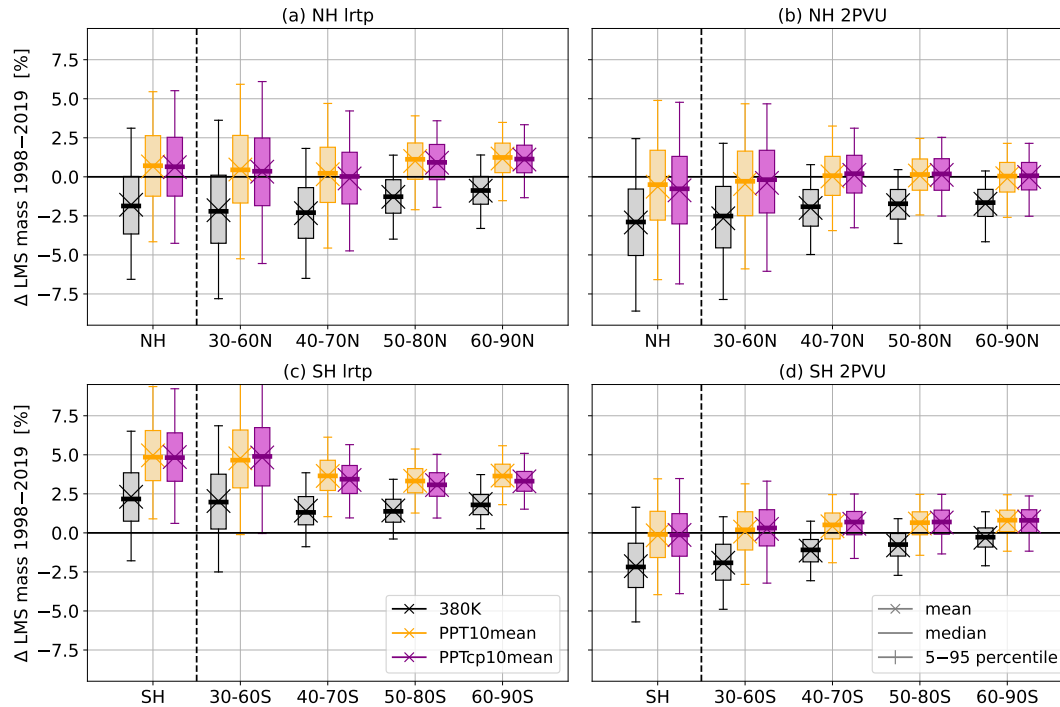 (a) NH lrtp
(b) NH 2PVU
Δ LMS mass 1998−2019 [%]
7.5
5.0
2.5
0.0
−2.5
−5.0
−7.5
NH
30-60N
40-70N
50-80N
60-90N
NH
30-60N
40-70N
50-80N
60-90N
(c) SH lrtp
(d) SH 2PVU
Δ LMS mass 1998−2019 [%]
7.5
5.0
2.5
0.0
−2.5
−5.0
−7.5
380K
PPT10mean
PPTcp10mean
mean
median
5−95 percentile
SH
30-60S
40-70S
50-80S
60-90S
SH
30-60S
40-70S
50-80S
60-90S